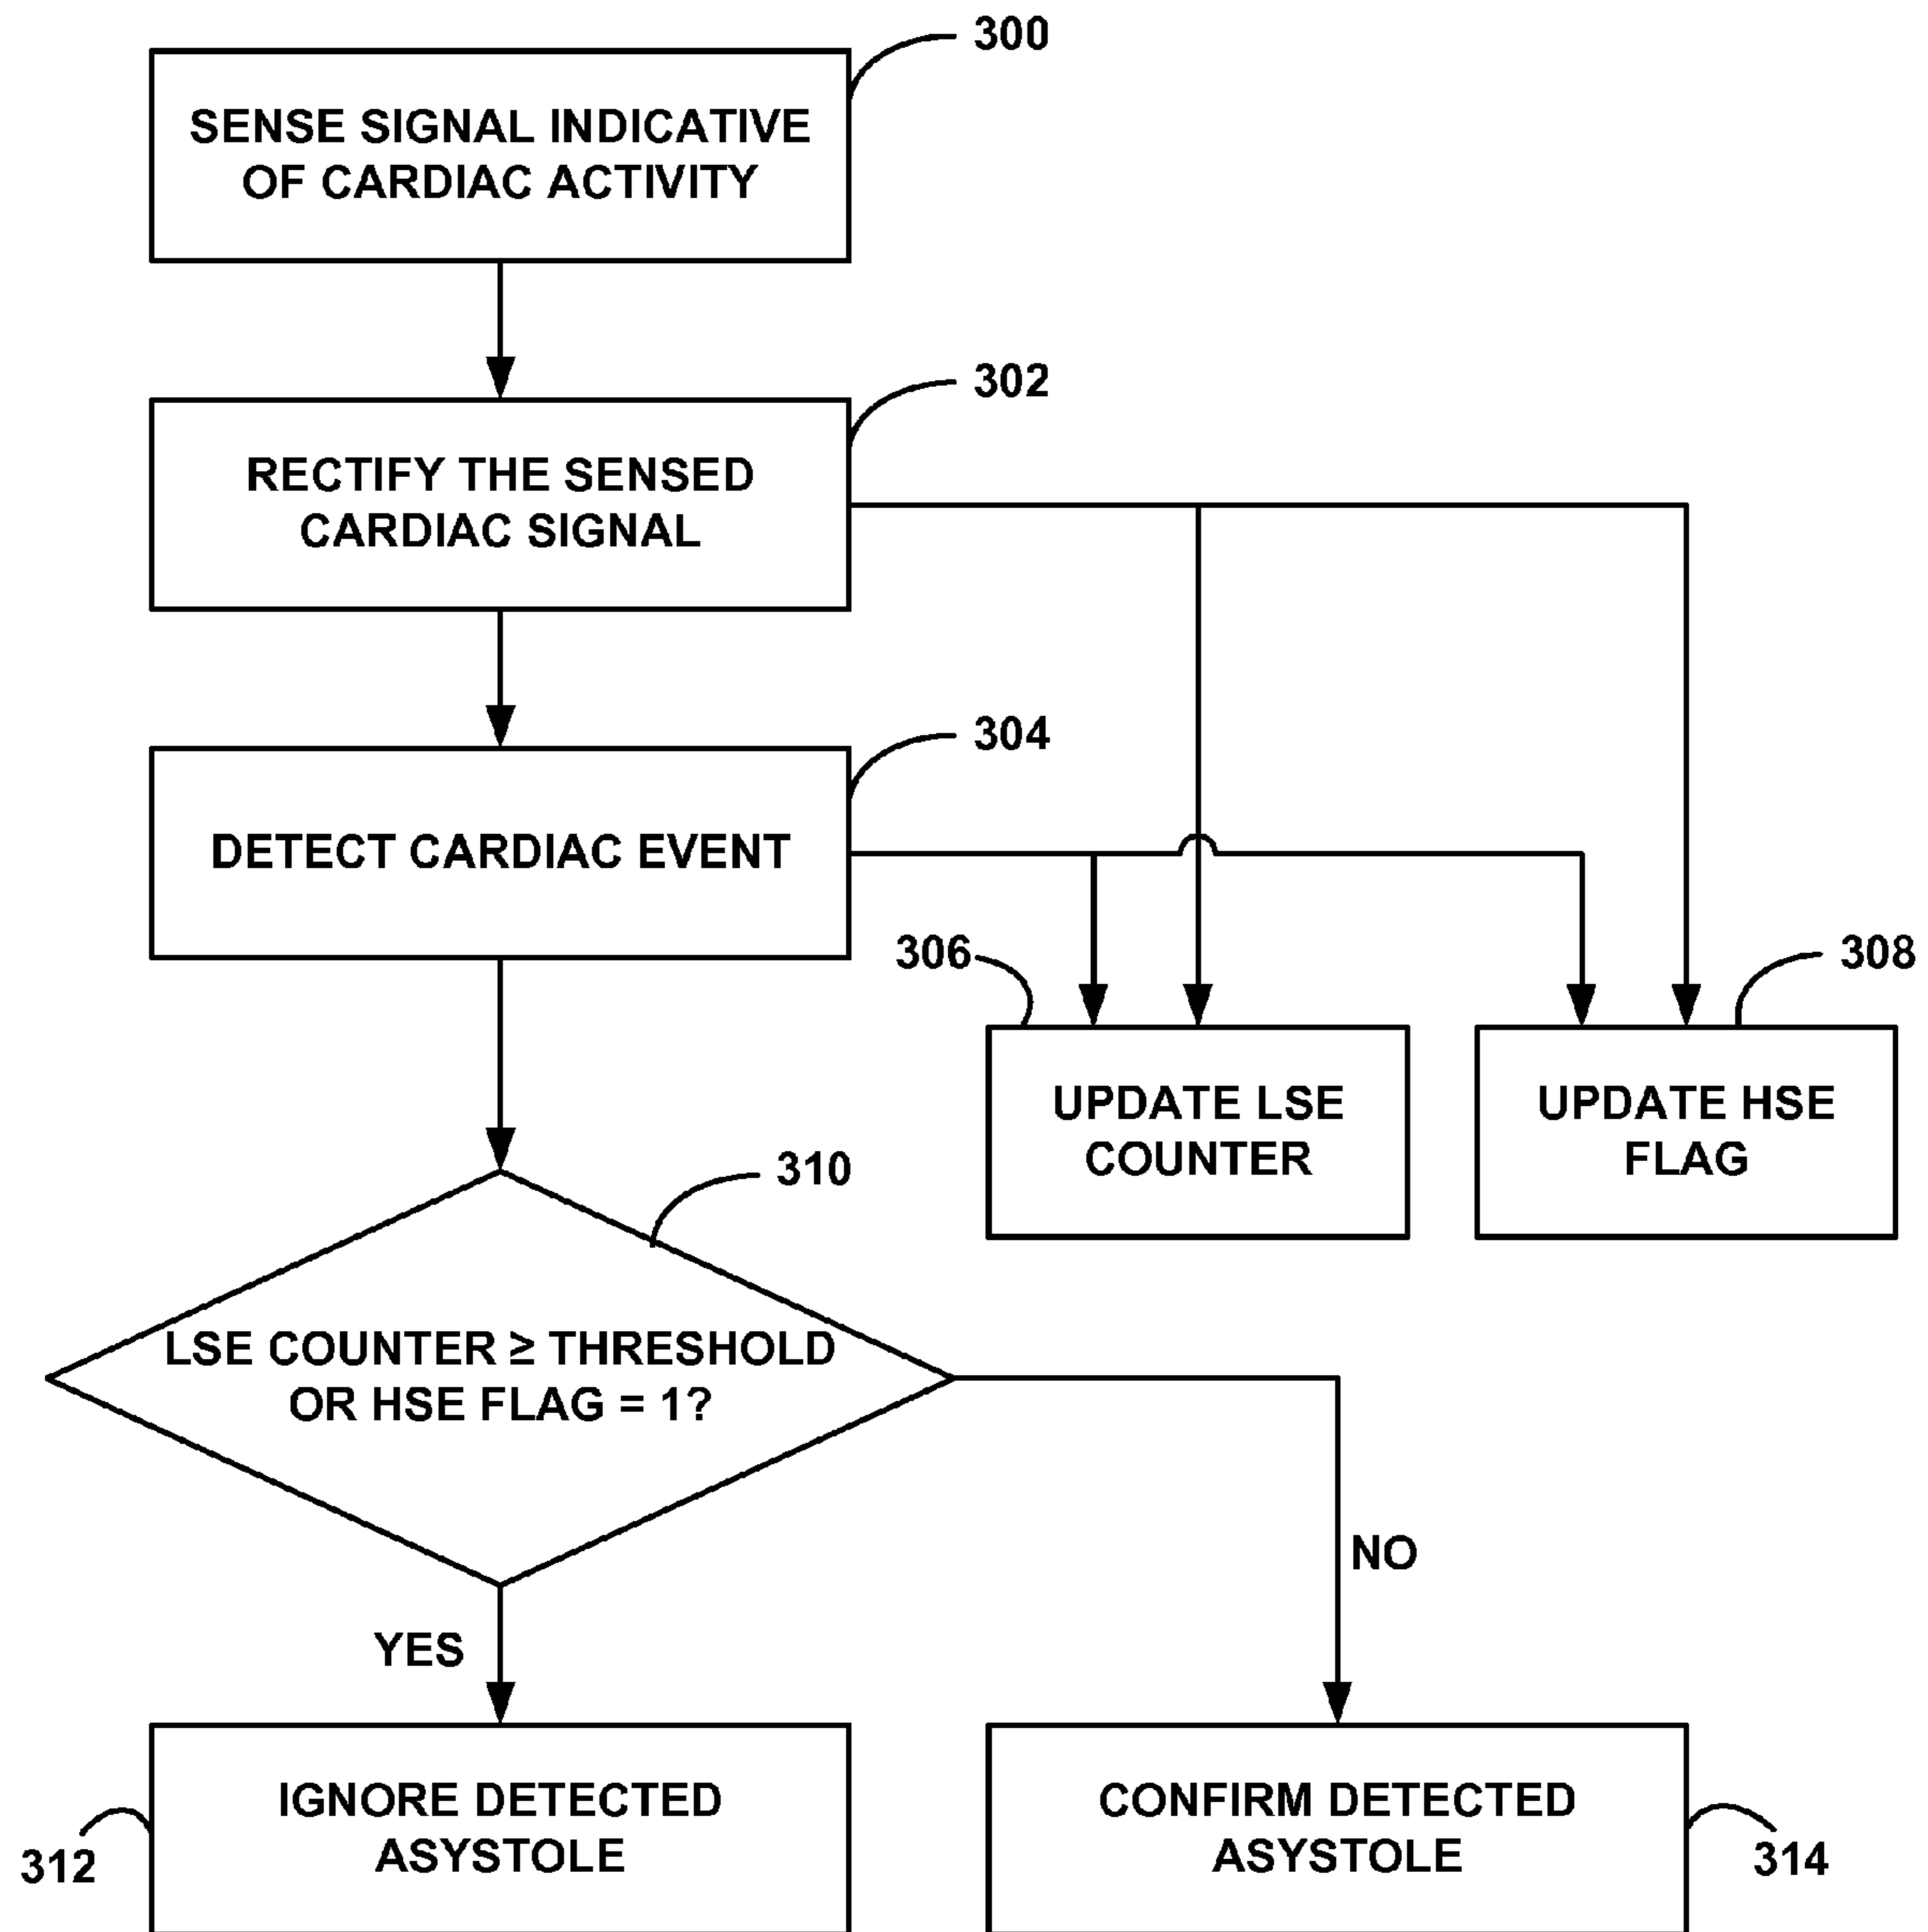 300
SENSE SIGNAL INDICATIVE
OF CARDIAC ACTIVITY
302
RECTIFY THE SENSED
CARDIAC SIGNAL
304
DETECT CARDIAC EVENT
306
308
UPDATE LSE
COUNTER
UPDATE HSE
FLAG
310
LSE COUNTER ≥ THRESHOLD
OR HSE FLAG = 1?
NO
YES
IGNORE DETECTED
ASYSTOLE
312
CONFIRM DETECTED
ASYSTOLE
314